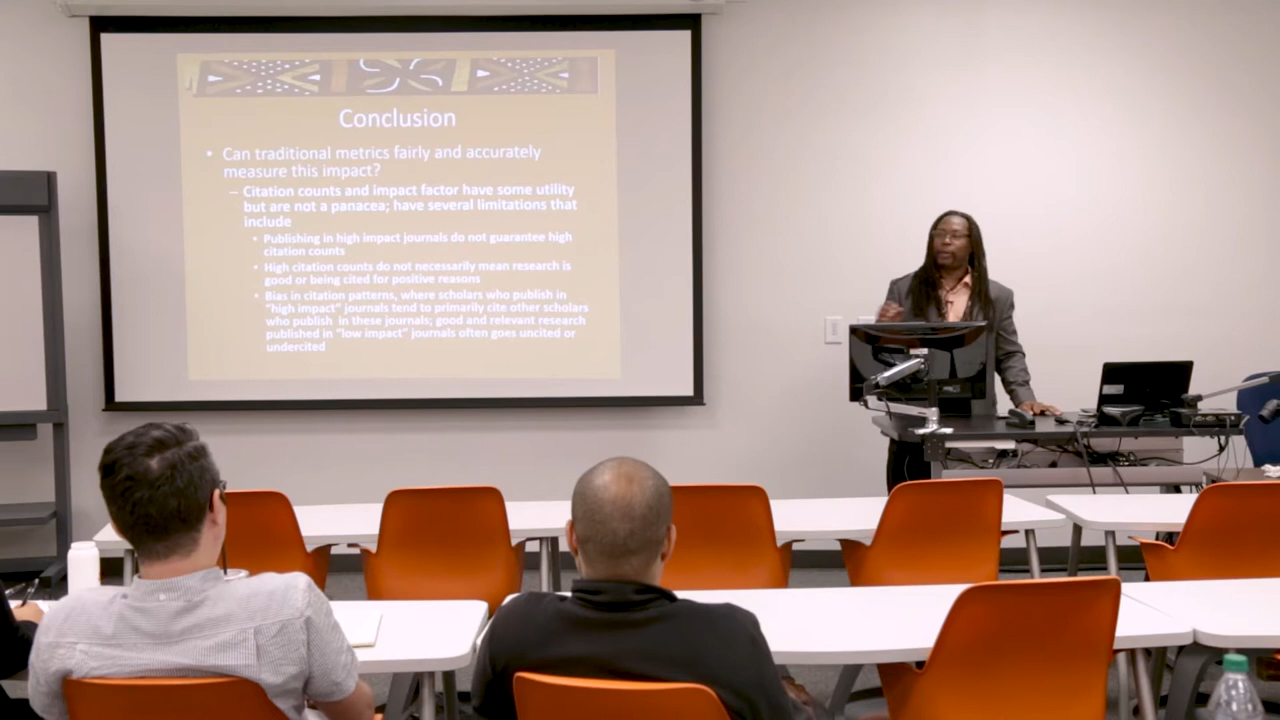 Conclusion
• Can traditional metrics fairly and accurately
measure this impact?
– Citation counts and impact factor have some utility
but are not a panacea; have several limitations that
include
• Publishing in high impact journals do not guarantee high
citation counts
• High citation counts do not necessarily mean research is
good or being cited for positive reasons
• Bias in citation patterns, where scholars who publish in
"high impact" journals tend to primarily cite other scholars
who publish in these journals; good and relevant research
published in "low impact" journals often goes uncited or
undercited